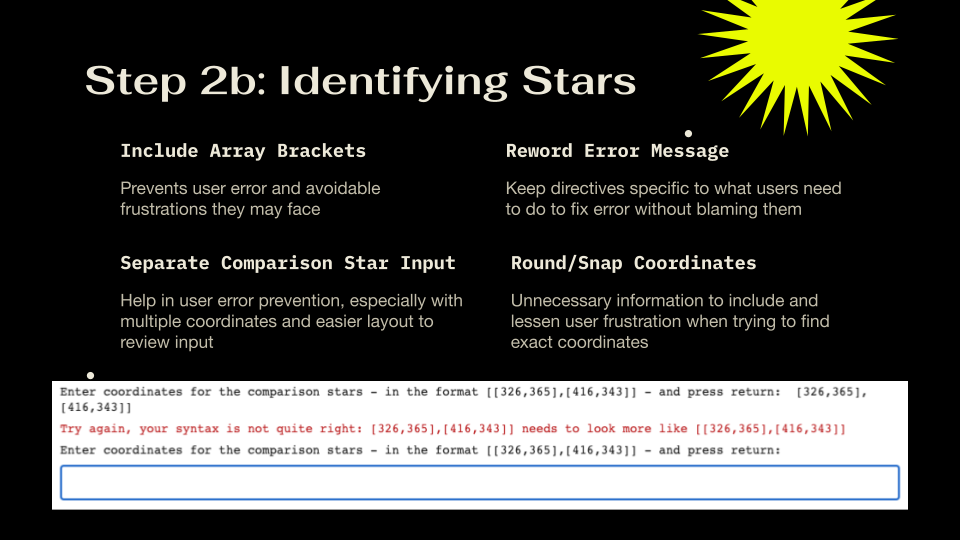 Step 2b: Identifying Stars
Include Array Brackets
Prevents user error and avoidable
frustrations they may face
Reword Error Message
Keep directives specific to what users need
to do to fix error without blaming them
Separate Comparison Star Input
Help in user error prevention, especially with
multiple coordinates and easier layout to
review input
Round/Snap Coordinates
Unnecessary information to include and
lessen user frustration when trying to find
exact coordinates
Enter coordinates for the comparison stars - in the format [[326,365],[416,343]] - and press return: [326,365],
[416,343]]
Try again, your syntax is not quite right: [326,365],[416,343]] needs to look more like [[326,365],[416,343]]
Enter coordinates for the comparison stars - in the format [[326,365],[416,343]] - and press return: